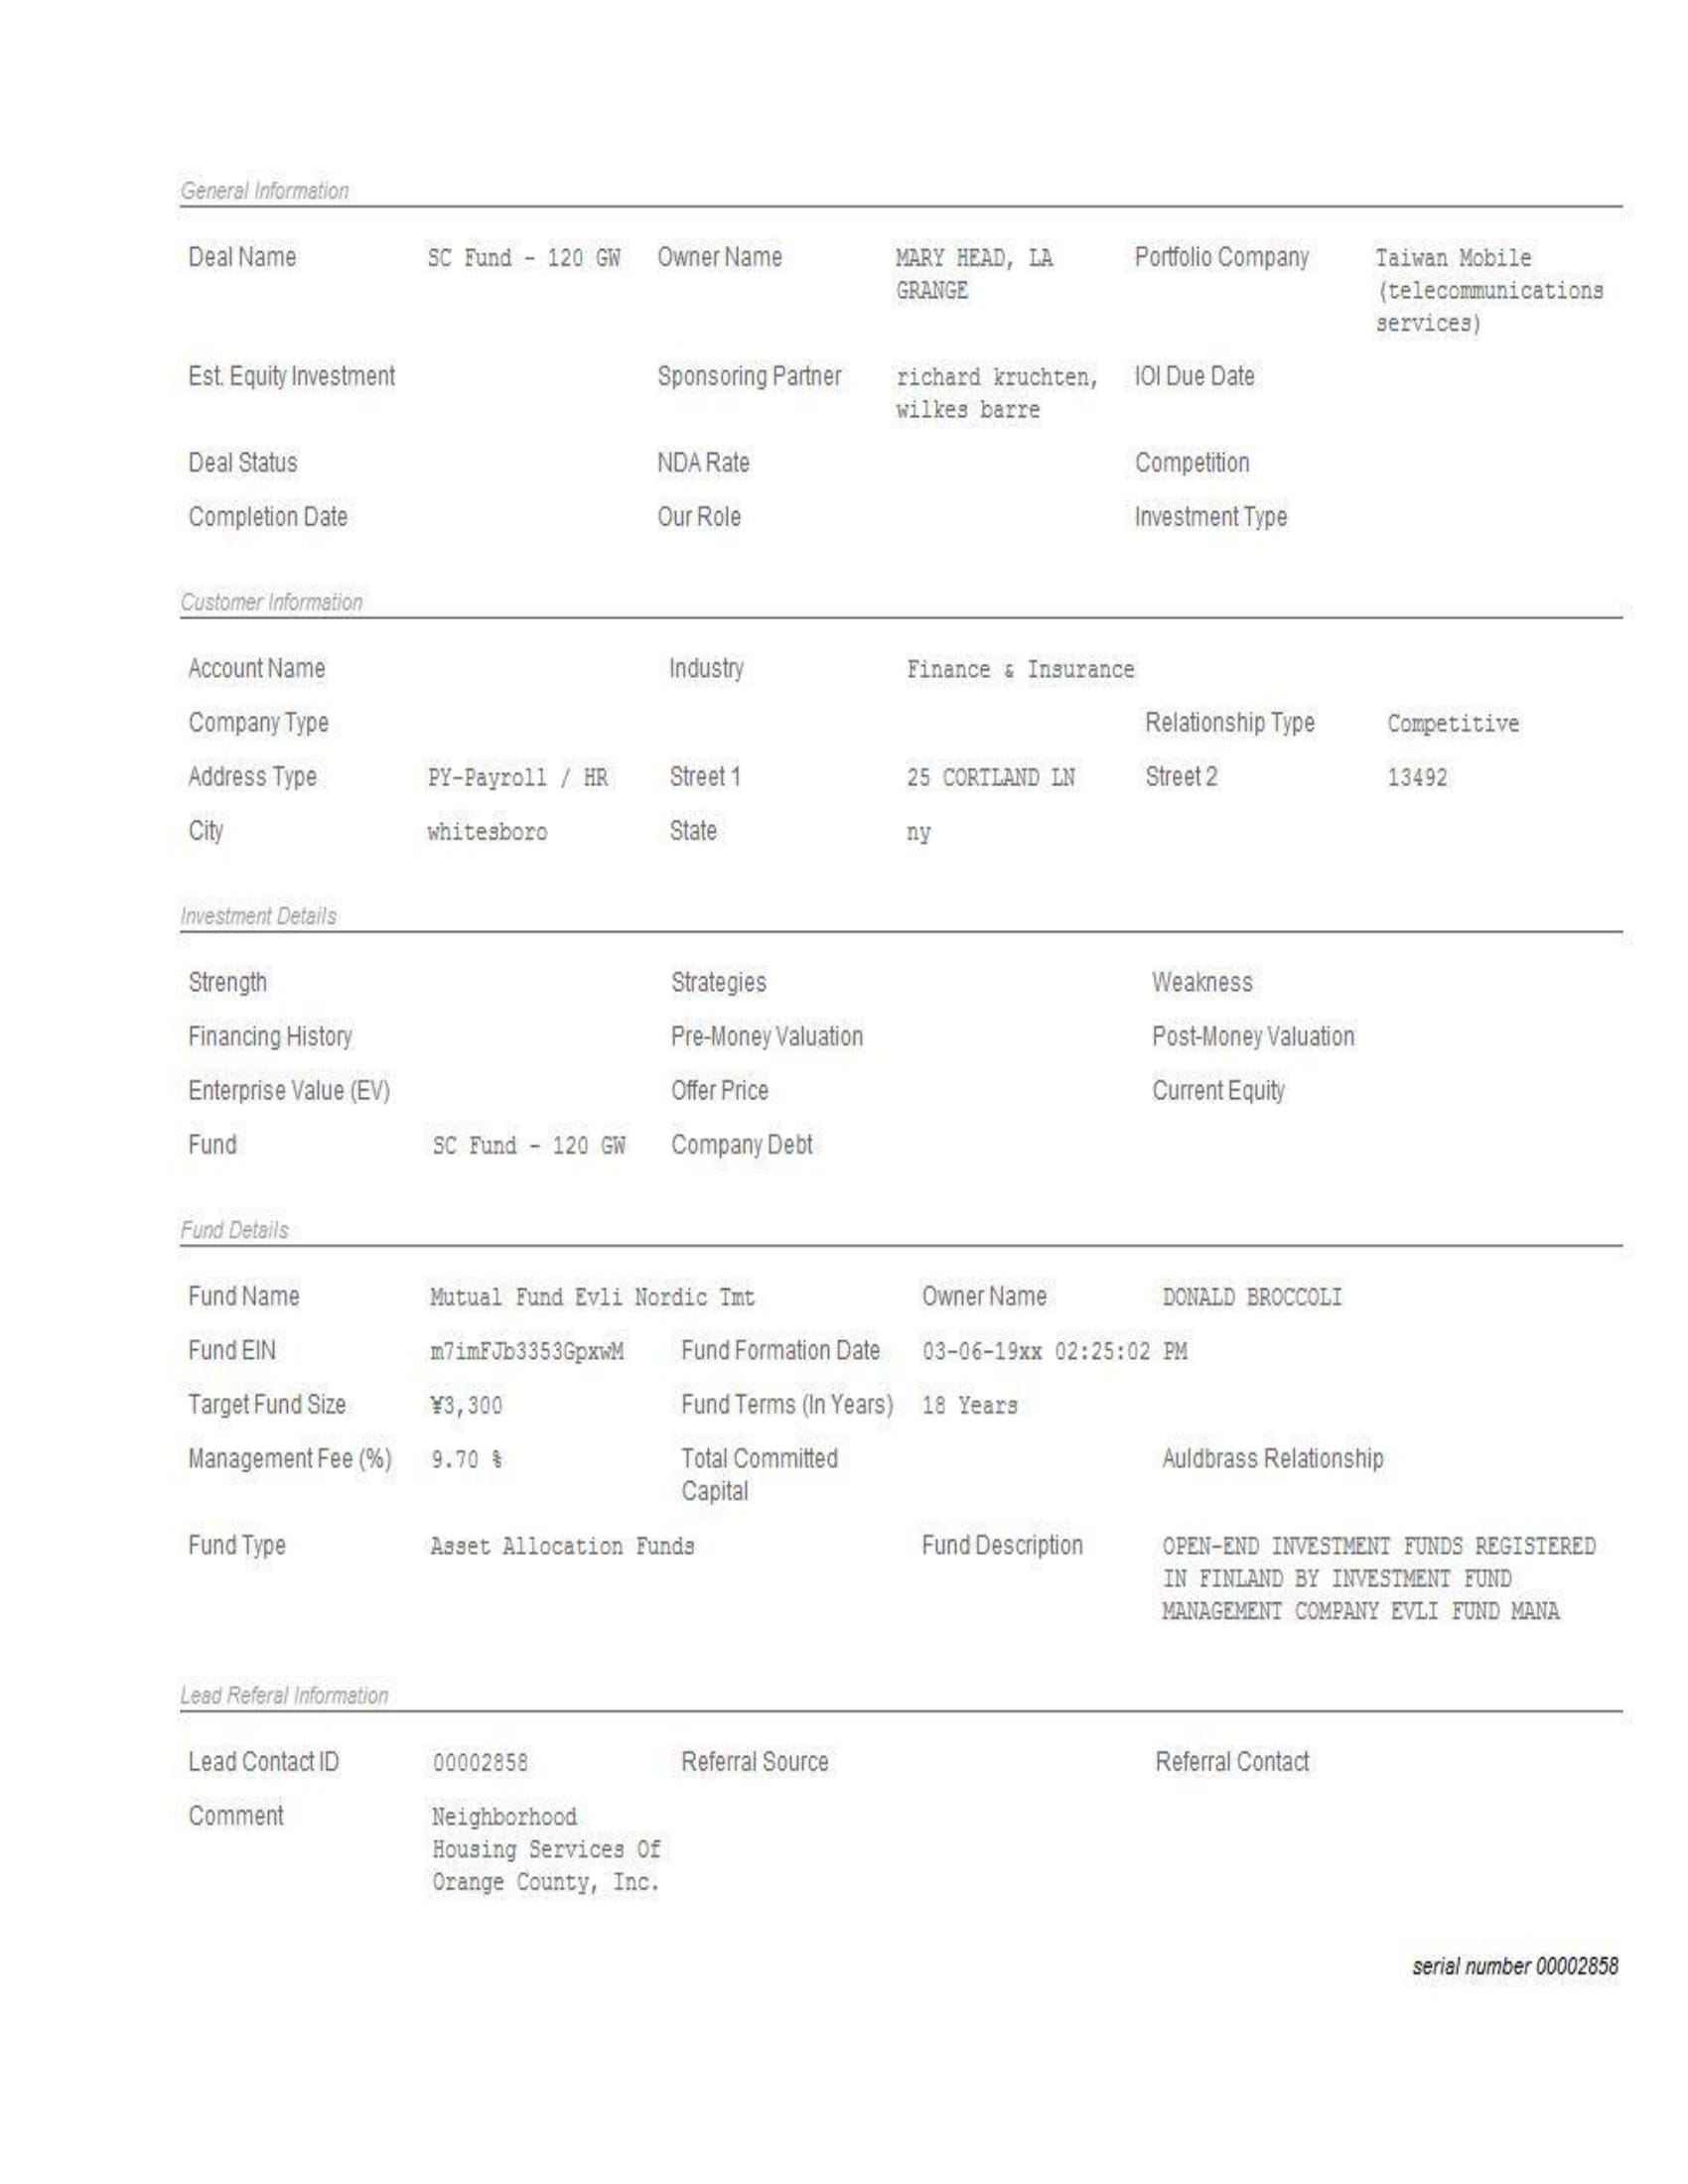 General Information
Deal Name SC Fund - 120 GW Owner Name MARY HEAD, LA Portfolio Company Taiwan Mobile
GRANGE (telecommunications
services)
Est. Equity Investment Sponsoring Partner richard kruchten, IOI Due Date
wilkes barre
Deal Status NDA Rate Competition
Completion Date Our Role Investment Type
Customer Information
Account Name Industry Finance & Insurance
Company Type Relationship Type Competitive
Address Type PY-Payroll / HR Street 1 25 CORTLAND LN Street 2 13492
City whitesboro State ny
Investment Details
Strength Strategies Weakness
Financing History Pre-Money Valuation Post-Money Valuation
Enterprise Value (EV) Offer Price Current Equity
Fund SC Fund - 120 GW Company Debt
Fund Details
Fund Name Mutual Fund Evli Nordic Tmt Owner Name DONALD BROCCOLI
Fund EIN m7imFJb3353GpxwM Fund Formation Date 03-06-19xx 02:25:02 PM
Target Fund Size ¥3,300 Fund Terms (In Years) 18 Years
Management Fee (%) 9.70 % Total Committed Auldbrass Relationship
Capital
Fund Type Asset Allocation Funds Fund Description OPEN-END INVESTMENT FUNDS REGISTERED
IN FINLAND BY INVESTMENT FUND
MANAGEMENT COMPANY EVLI FUND MANA
Lead Referal Information
Lead Contact ID 00002858 Referral Source Referral Contact
Comment Neighborhood
Housing Services Of
Orange County, Inc.
serial number 00002858